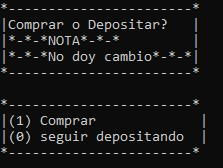 *-----------------------*
|Comprar o Depositar?   |
|*-*-*NOTA*-*-*         |
|*-*-*No doy cambio*-*-*|
*-----------------------*
*-----------------------*
|(1) Comprar             |
|(0) seguir depositando  |
*-----------------------*